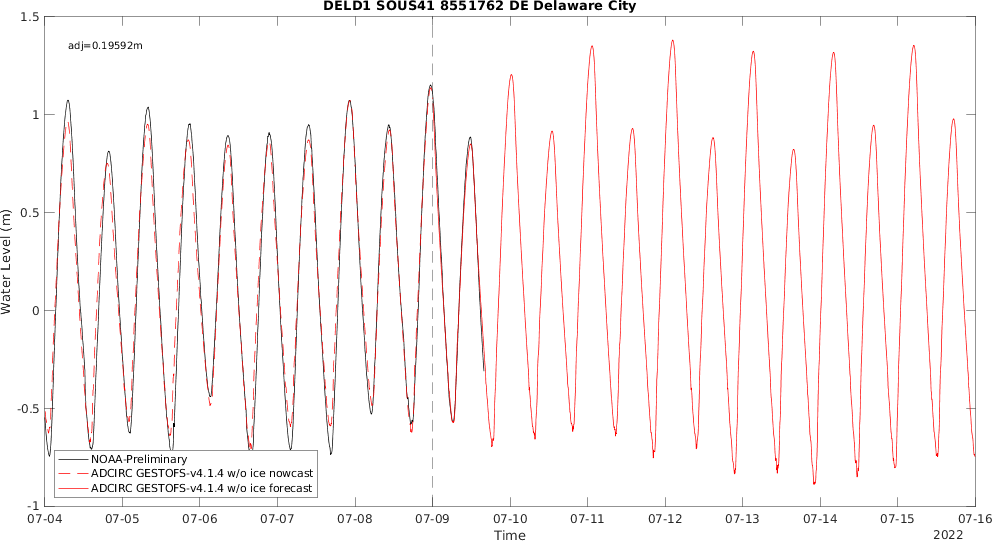 DELD1 SOUS41 8551762 DE Delaware City
adj=0.19592m
1.5
1
0.5
0
-0.5
-1
Water Level (m)
NOAA-Preliminary
ADCIRC GESTOFS-v4.1.4 w/o ice nowcast
ADCIRC GESTOFS-v4.1.4 w/o ice forecast
07-04 07-05 07-06 07-07 07-08 07-09 07-10 07-11 07-12 07-13 07-14 07-15 07-16
Time
2022